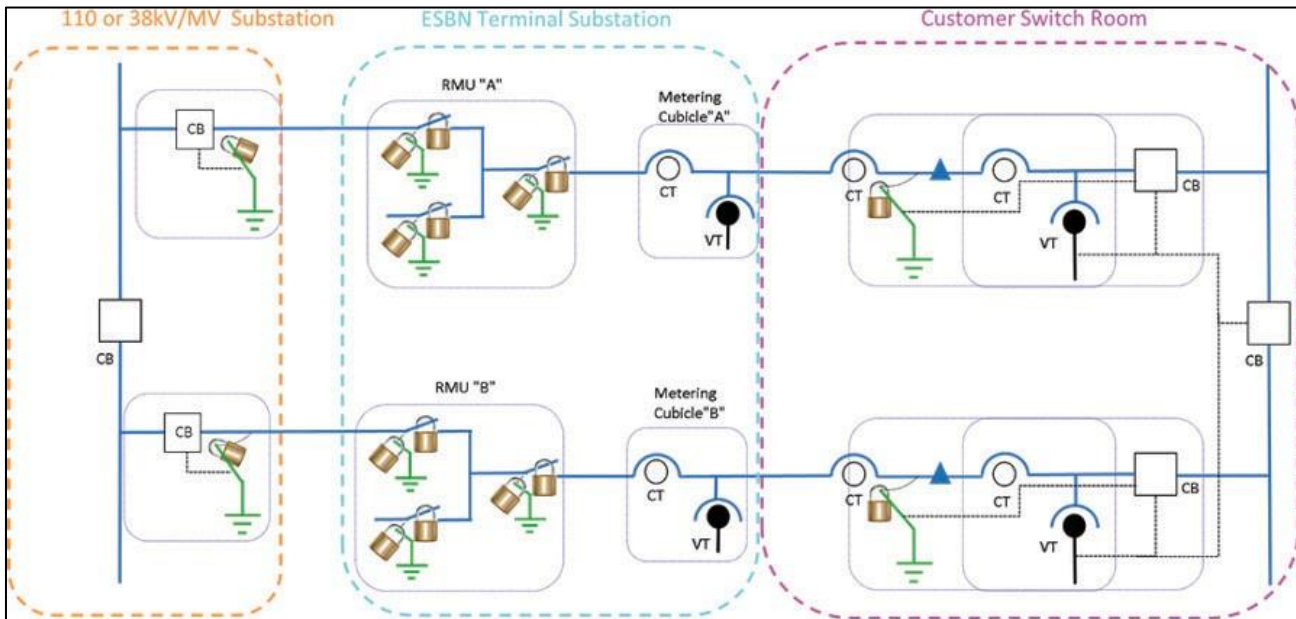 110 or 38kV/MV Substation
ESBN Terminal Substation
Customer Switch Room
RMU "A"
Metering
Cubicle"A"
CB
CT
VT
CT
CT
VT
CB
CB
CB
RMU "B"
Metering
Cubicle"B"
CB
CT
VT
CT
CT
VT
CB